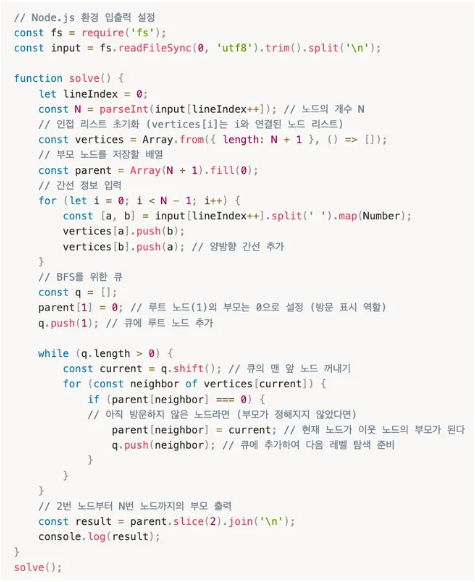 // Node.js 환경 입출력 설정
const fs = require('fs');
const input = fs.readFileSync(0, 'utf8').trim().split('\n');

function solve() {
    let lineIndex = 0;
    const N = parseInt(input[lineIndex++]); // 노드의 개수 N
    // 인접 리스트 초기화 (vertices[i]는 i와 연결된 노드 리스트)
    const vertices = Array.from({ length: N + 1 }, () => []);
    // 부모 노드를 저장할 배열
    const parent = Array(N + 1).fill(0);
    // 간선 정보 입력
    for (let i = 0; i < N - 1; i++) {
        const [a, b] = input[lineIndex++].split(' ').map(Number);
        vertices[a].push(b);
        vertices[b].push(a); // 양방향 간선 추가
    }
    // BFS를 위한 큐
    const q = [];
    parent[1] = 0; // 루트 노드(1)의 부모는 0으로 설정 (방문 표시 역할)
    q.push(1); // 큐에 루트 노드 추가

    while (q.length > 0) {
        const current = q.shift(); // 큐의 맨 앞 노드 꺼내기
        for (const neighbor of vertices[current]) {
            if (parent[neighbor] === 0) {
            // 아직 방문하지 않은 노드라면 (부모가 정해지지 않았다면)
                parent[neighbor] = current; // 현재 노드가 이웃 노드의 부모가 된다
                q.push(neighbor); // 큐에 추가하여 다음 레벨 탐색 준비
            }
        }
    }
    // 2번 노드부터 N번 노드까지의 부모 출력
    const result = parent.slice(2).join('\n');
    console.log(result);
}
solve();